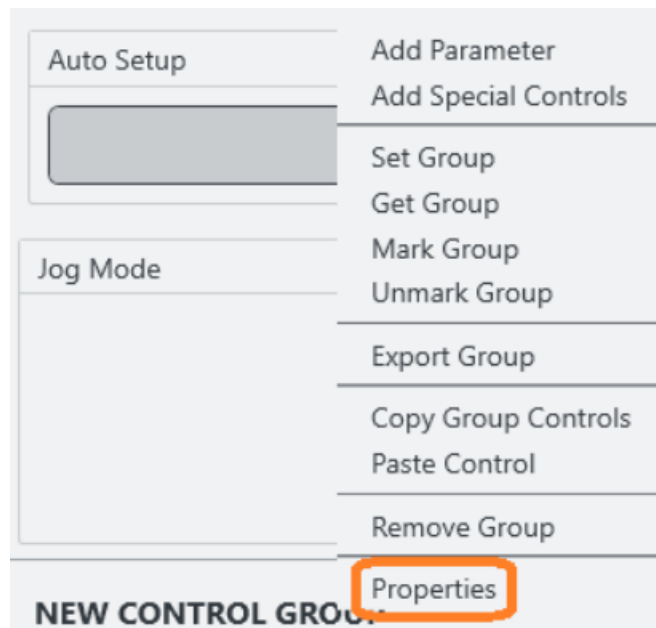 Auto Setup
Jog Mode
Add Parameter
Add Special Controls
Set Group
Get Group
Mark Group
Unmark Group
Export Group
Copy Group Controls
Paste Control
Remove Group
Properties
NEW CONTROL GROUP